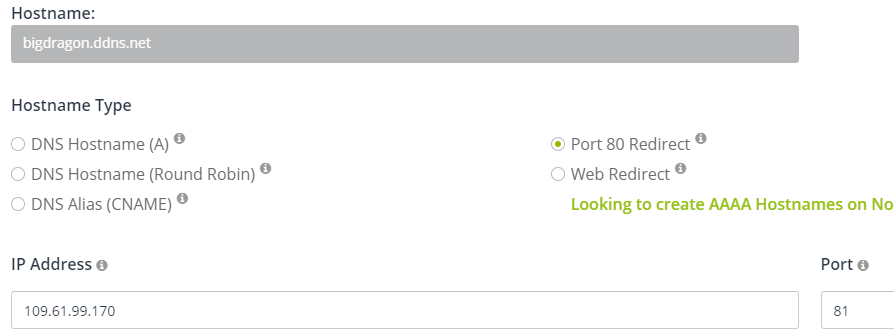 Hostname:
bigdragon.ddns.net
Hostname Type
DNS Hostname (A)
Port 80 Redirect
DNS Hostname (Round Robin)
Web Redirect
DNS Alias (CNAME)
Looking to create AAAA Hostnames on No
IP Address
Port
109.61.99.170
81